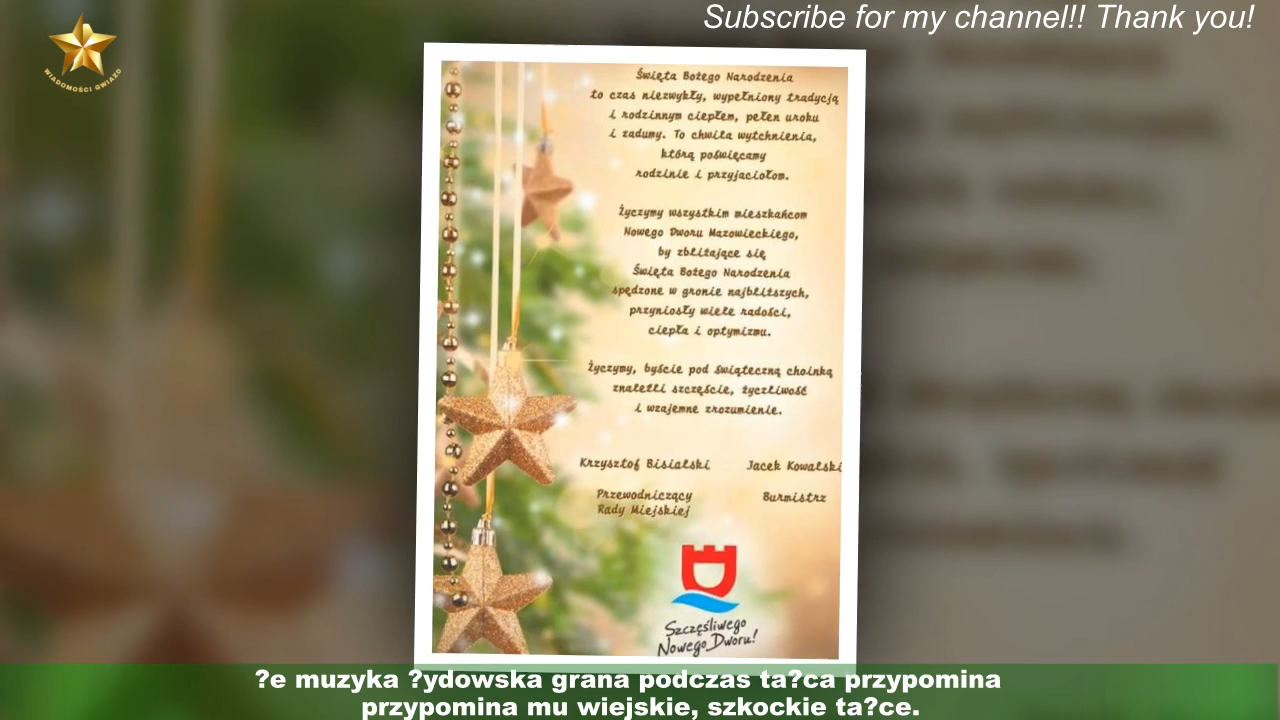 Subscribe for my channel!! Thank you!
WIADOMOŚCI GWIAZD
Święta Bożego Narodzenia
to czas niezwykły, wypełniony tradycją
i rodzinnym ciepłem, pełen uroku
i zadumy. To chwila wytchnienia,
którą poświęcamy
rodzinie i przyjaciołom.
Życzymy wszystkim mieszkańcom
Nowego Dworu Mazowieckiego,
by zbliżające się
Święta Bożego Narodzenia
spędzone w gronie najbliższych,
przyniosły wiele radości,
ciepła i optymizmu.
Życzymy, byście pod świąteczną choinką
znaleźli szczęście, życzliwość
i wzajemne zrozumienie.
Krzysztof Bisialski Jacek Kowalski
Przewodniczący Burmistrz
Rady Miejskiej
Szczęśliwego
Nowego Dworu!
?e muzyka ?ydowska grana podczas ta?ca przypomina
przypomina mu wiejskie, szkockie ta?ce.